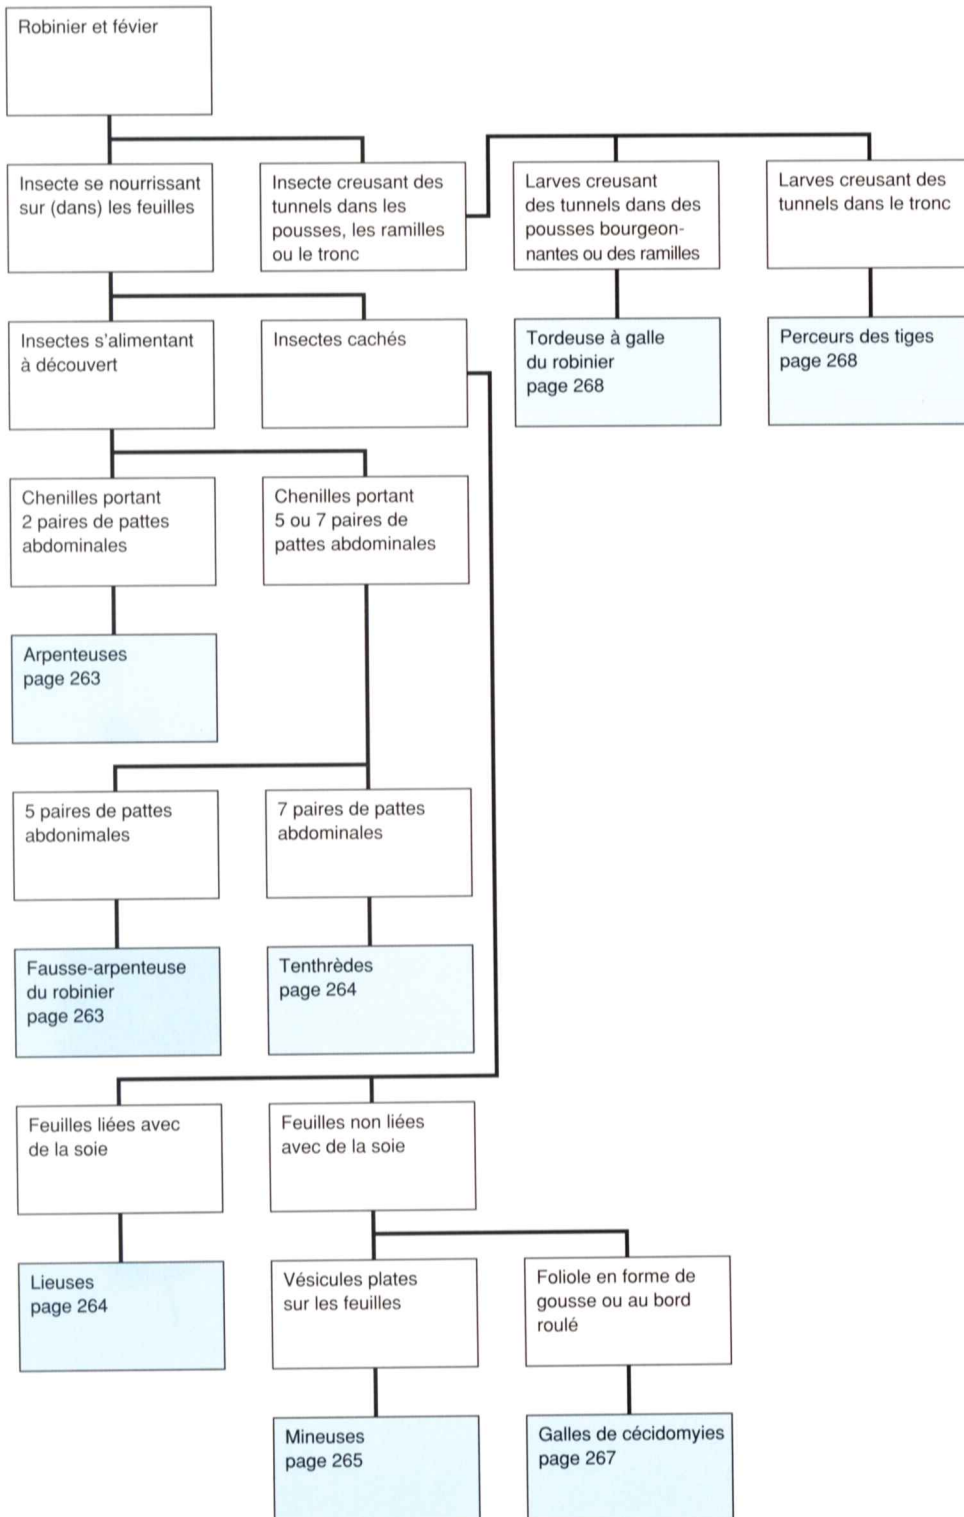 Robinier et févier
Insecte se nourrissant
sur (dans) les feuilles
Insecte creusant des
tunnels dans les
pousses, les ramilles
ou le tronc
Larves creusant
des tunnels dans des
pousses bourgeon-
nantes ou des ramilles
Larves creusant des
tunnels dans le tronc
Insectes s'alimentant
à découvert
Insectes cachés
Tordeuse à galle
du robinier
page 268
Perceurs des tiges
page 268
Chenilles portant
2 paires de pattes
abdominales
Chenilles portant
5 ou 7 paires de
pattes abdominales
Arpenteuses
page 263
5 paires de pattes
abdonimales
7 paires de pattes
abdominales
Fausse-arpenteuse
du robinier
page 263
Tenthrèdes
page 264
Feuilles liées avec
de la soie
Feuilles non liées
avec de la soie
Lieuses
page 264
Vésicules plates
sur les feuilles
Foliole en forme de
gousse ou au bord
roulé
Mineuses
page 265
Galles de cécidomyies
page 267